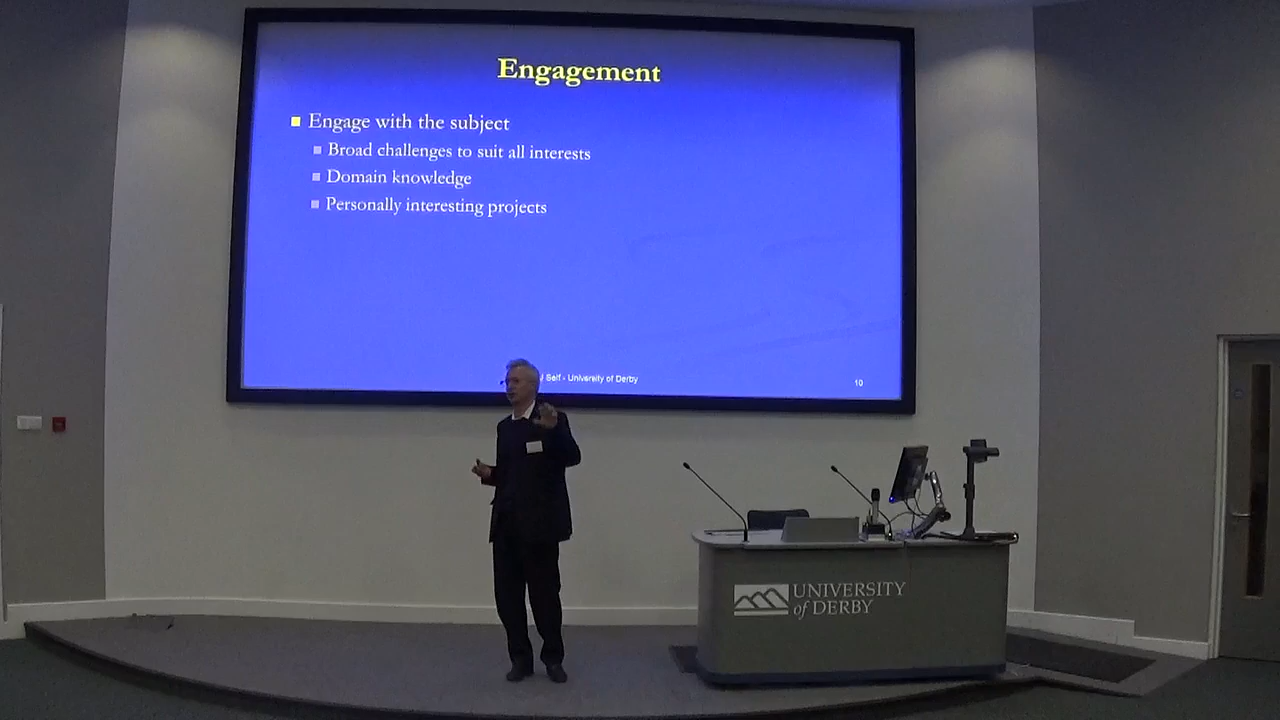 Engagement
Engage with the subject
Broad challenges to suit all interests
Domain knowledge
Personally interesting projects
Self - University of Derby
10
UNIVERSITY
of DERBY